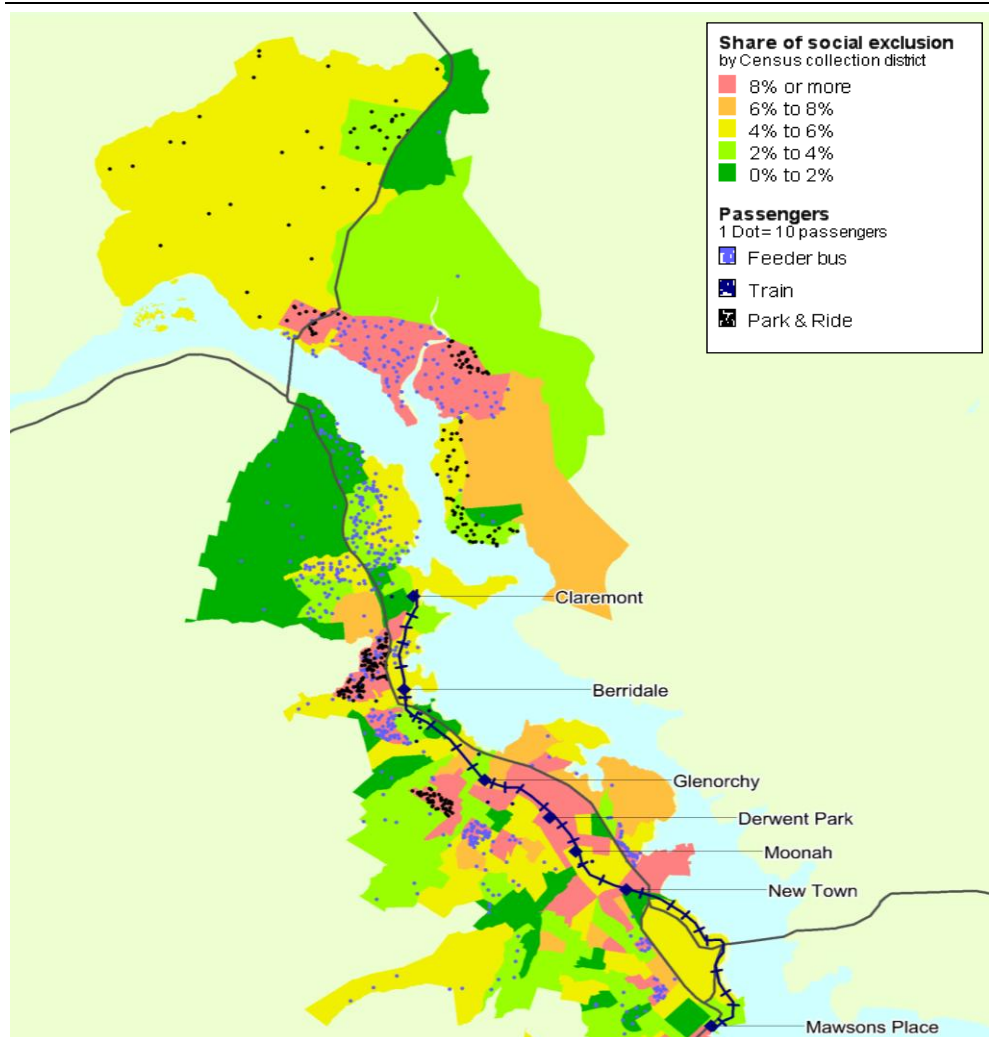 Share of social exclusion
by Census collection district
8% or more
6% to 8%
4% to 6%
2% to 4%
0% to 2%
Passengers
1 Dot= 10 passengers
Feeder bus
Train
Park & Ride
Claremont
Berridale
Glenorchy
Derwent Park
Moonah
New Town
Mawsons Place